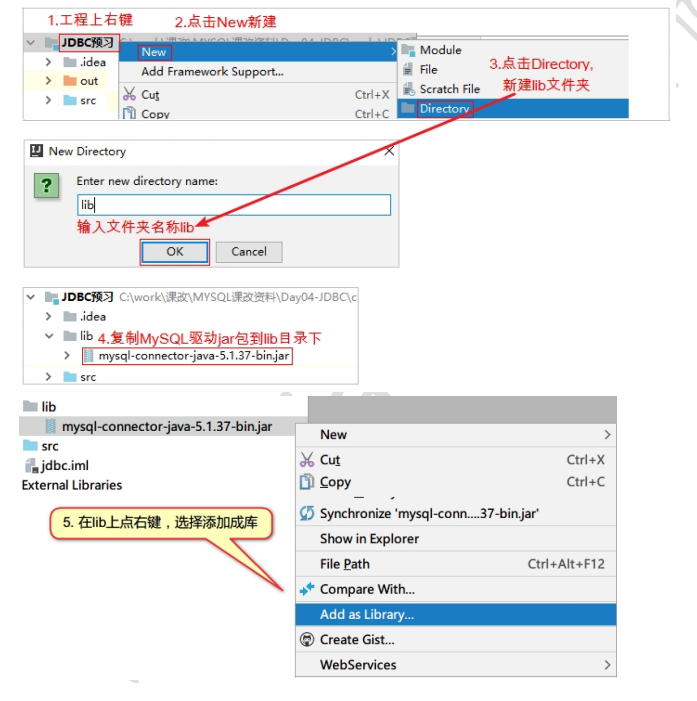 1.工程上右键
2.点击New新建
JDBC预习
New
Module
.idea
Add Framework Support...
File
3.点击Directory,
out
Cut Ctrl+X
Scratch File
新建lib文件夹
src
Copy Ctrl+C
Directory
New Directory
Enter new directory name:
lib
输入文件夹名称lib
OK Cancel
JDBC预习 C:\work\课改\MYSQL课改资料\Day04-JDBC\c
.idea
lib 4.复制MySQL驱动jar包到lib目录下
mysql-connector-java-5.1.37-bin.jar
src
lib
mysql-connector-java-5.1.37-bin.jar
src
jdbc.iml
External Libraries
5. 在lib上点右键，选择添加成库
New
Cut Ctrl+X
Copy Ctrl+C
Synchronize 'mysql-conn....37-bin.jar'
Show in Explorer
File Path Ctrl+Alt+F12
Compare With...
Add as Library...
Create Gist...
WebServices